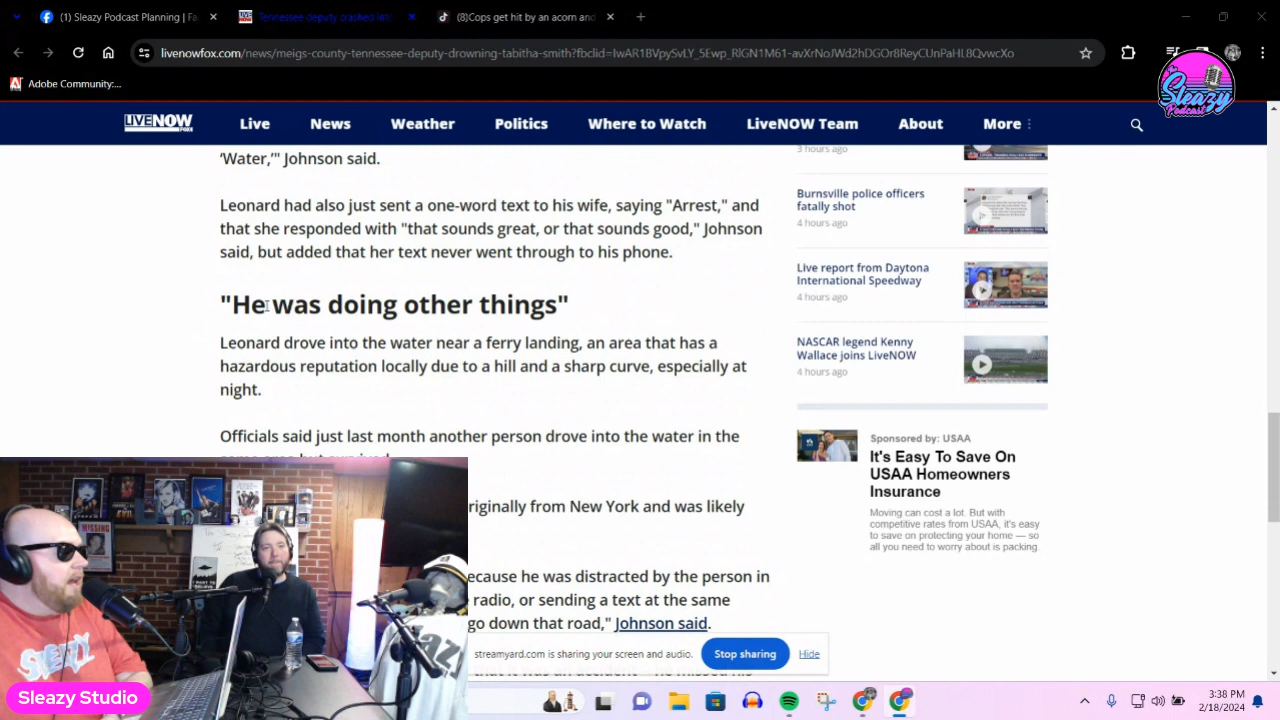 (1) Sleazy Podcast Planning | Fa
Tennessee deputy crashed into
(8)Cops get hit by an acorn and
livenowfox.com/news/meigs-county-tennessee-deputy-drowning-tabitha-smith?fbclid=IwAR1BVpySvLY_5Ewp_RlGN1M61-avXrNoJWd2hDGOr8ReyCUnPaHL8QvwcXo
Adobe Community:...
The Sleazy Podcast
LIVENOW FOX
Live
News
Weather
Politics
Where to Watch
LiveNOW Team
About
More
'Water,'" Johnson said.
Leonard had also just sent a one-word text to his wife, saying "Arrest," and
that she responded with "that sounds great, or that sounds good," Johnson
said, but added that her text never went through to his phone.
"He was doing other things"
Leonard drove into the water near a ferry landing, an area that has a
hazardous reputation locally due to a hill and a sharp curve, especially at
night.
Officials said just last month another person drove into the water in the
riginally from New York and was likely
ecause he was distracted by the person in
radio, or sending a text at the same
go down that road," Johnson said.
3 hours ago
Burnsville police officers
fatally shot
4 hours ago
Live report from Daytona
International Speedway
4 hours ago
NASCAR legend Kenny
Wallace joins LiveNOW
4 hours ago
Sponsored by: USAA
It's Easy To Save On
USAA Homeowners
Insurance
Moving can cost a lot. But with
competitive rates from USAA, it's easy
to save on protecting your home — so
all you need to worry about is packing.
streamyard.com is sharing your screen and audio.
Stop sharing
Hide
MISSING
I WANT TO
BELIEVE
SLEAZY
Sleazy Studio
3:38 PM
2/18/2024